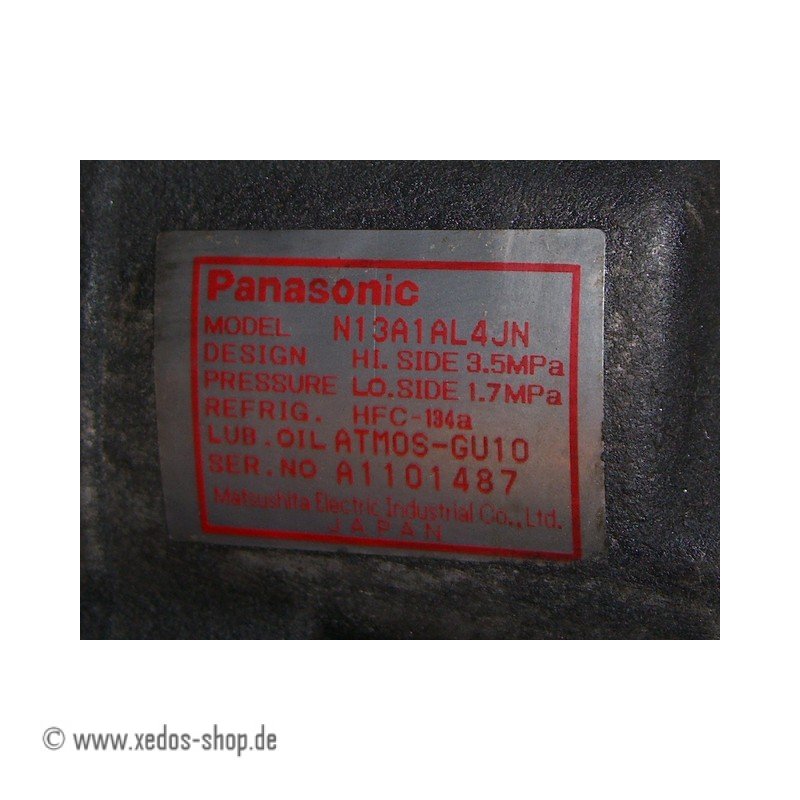 Panasonic
MODEL N13A1AL4JN
DESIGN HI. SIDE 3.5MPa
PRESSURE LO.SIDE 1.7MPa
REFRIG. HFC-134a
LUB.OIL ATMOS-GU10
SER.NO A1101487
Matsushita Electric Industrial Co., Ltd.
JAPAN
© www.xedos-shop.de